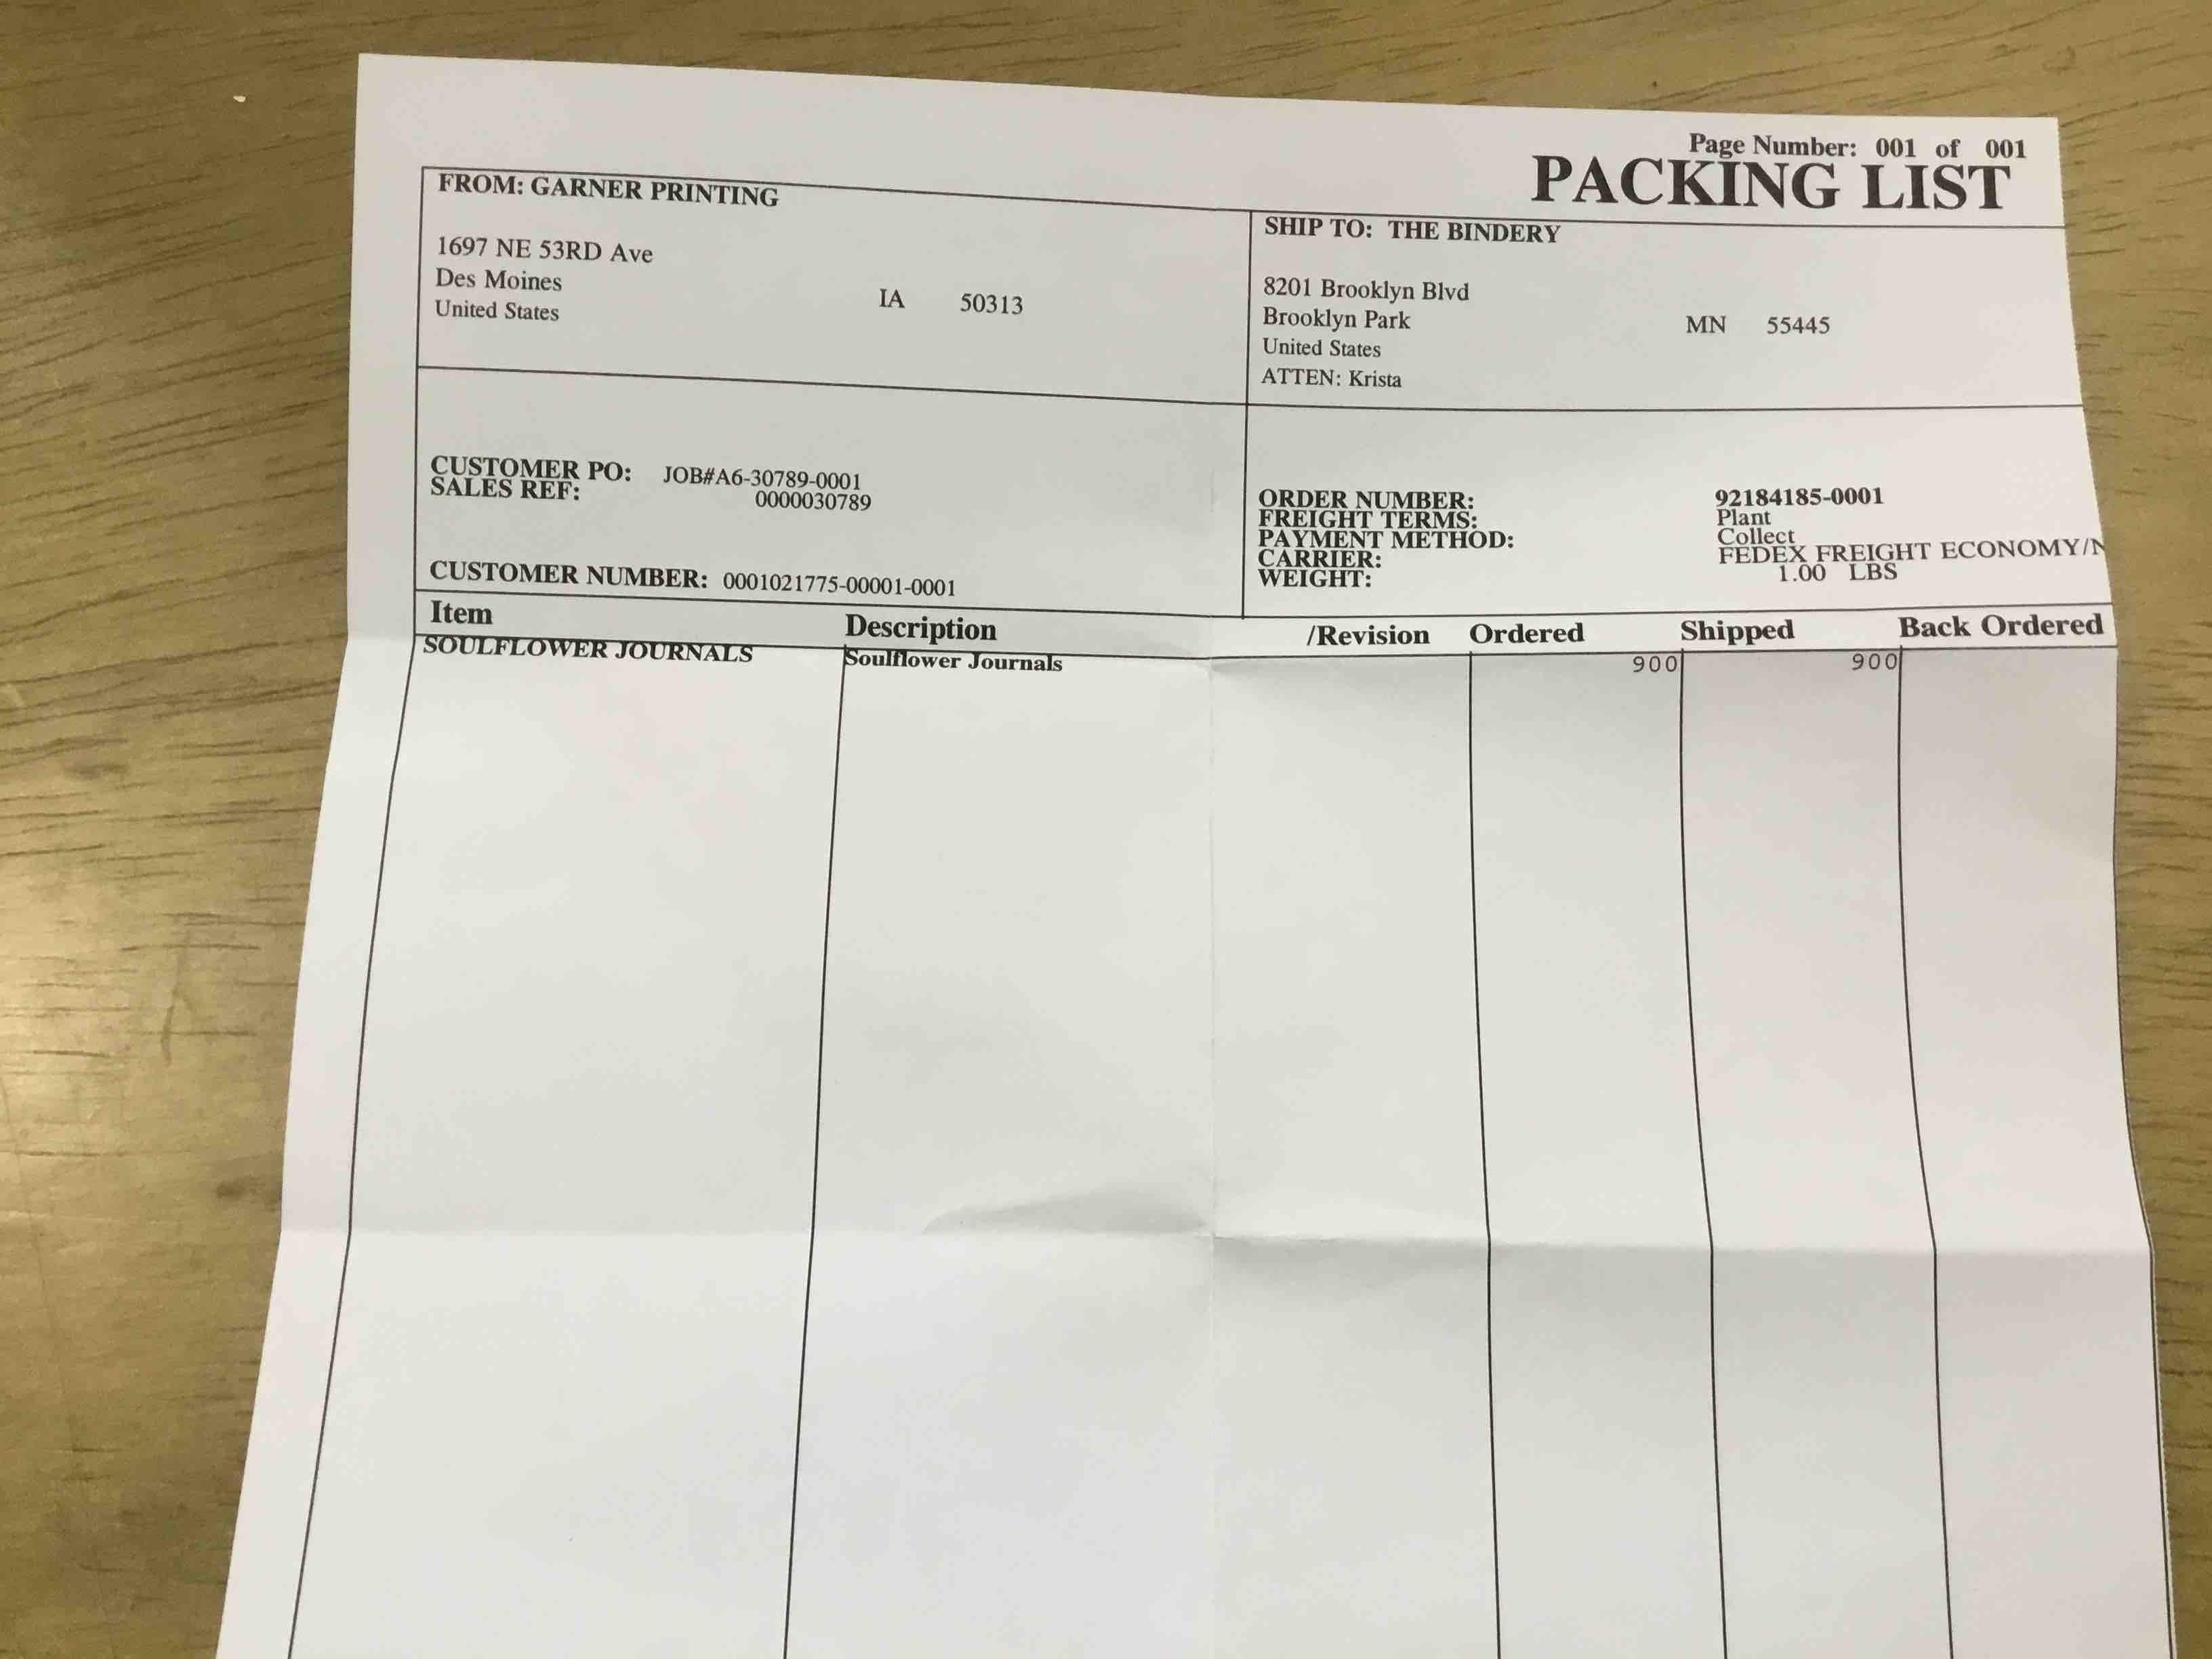 Page Number: 001 of 001
PACKING LIST
FROM: GARNER PRINTING
1697 NE 53RD Ave
Des Moines IA 50313
United States
SHIP TO: THE BINDERY
8201 Brooklyn Blvd
Brooklyn Park MN 55445
United States
ATTEN: Krista
CUSTOMER PO: JOB#A6-30789-0001
SALES REF: 0000030789
CUSTOMER NUMBER: 0001021775-00001-0001
ORDER NUMBER: 92184185-0001
FREIGHT TERMS: Plant
PAYMENT METHOD: Collect
CARRIER: FEDEX FREIGHT ECONOMY/N
WEIGHT: 1.00 LBS
Item Description /Revision Ordered Shipped Back Ordered
SOULFLOWER JOURNALS Soulflower Journals 900 900